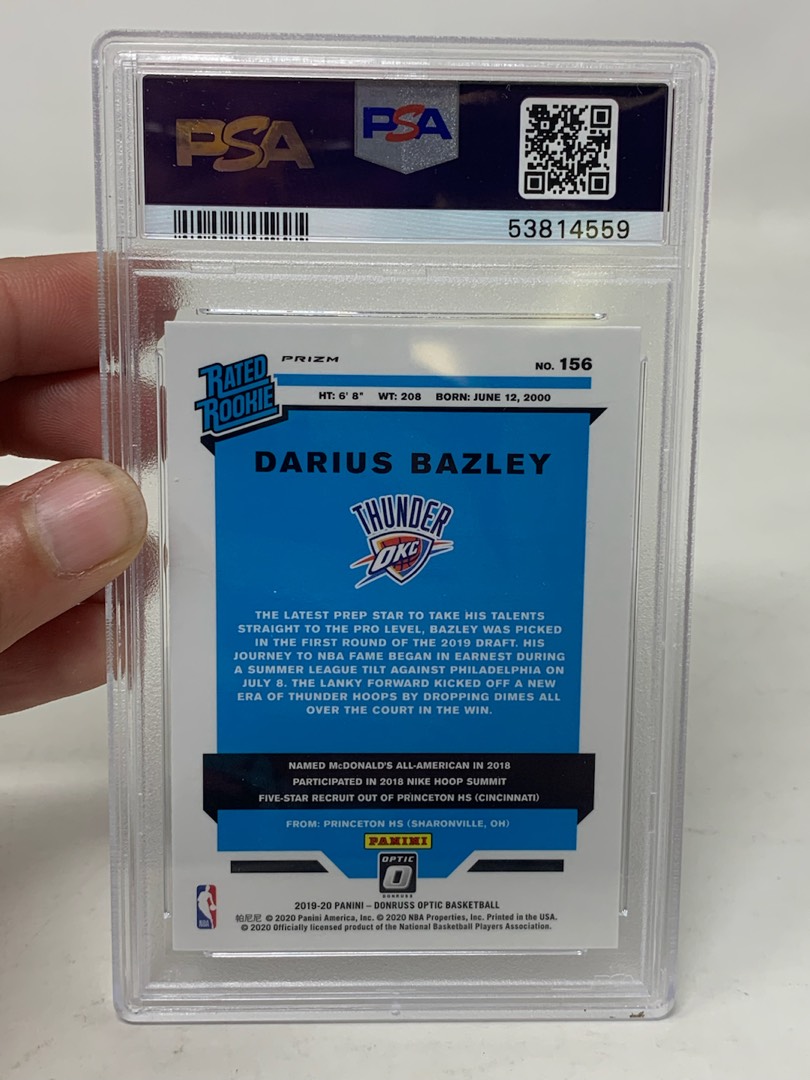 PSA
PSA
53814559
RATED
ROOKIE
PRIZM
NO. 156
HT: 6' 8" WT: 208 BORN: JUNE 12, 2000
DARIUS BAZLEY
THUNDER
OKC
THE LATEST PREP STAR TO TAKE HIS TALENTS
STRAIGHT TO THE PRO LEVEL, BAZLEY WAS PICKED
IN THE FIRST ROUND OF THE 2019 DRAFT. HIS
JOURNEY TO NBA FAME BEGAN IN EARNEST DURING
A SUMMER LEAGUE TILT AGAINST PHILADELPHIA ON
JULY 8. THE LANKY FORWARD KICKED OFF A NEW
ERA OF THUNDER HOOPS BY DROPPING DIMES ALL
OVER THE COURT IN THE WIN.
NAMED McDONALD'S ALL-AMERICAN IN 2018
PARTICIPATED IN 2018 NIKE HOOP SUMMIT
FIVE-STAR RECRUIT OUT OF PRINCETON HS (CINCINNATI)
FROM: PRINCETON HS (SHARONVILLE, OH)
PANINI
OPTIC
DONRUSS
2019-20 PANINI – DONRUSS OPTIC BASKETBALL
帕尼尼 © 2020 Panini America, Inc. © 2020 NBA Properties, Inc. Printed in the USA.
© 2020 Officially licensed product of the National Basketball Players Association.
NBA